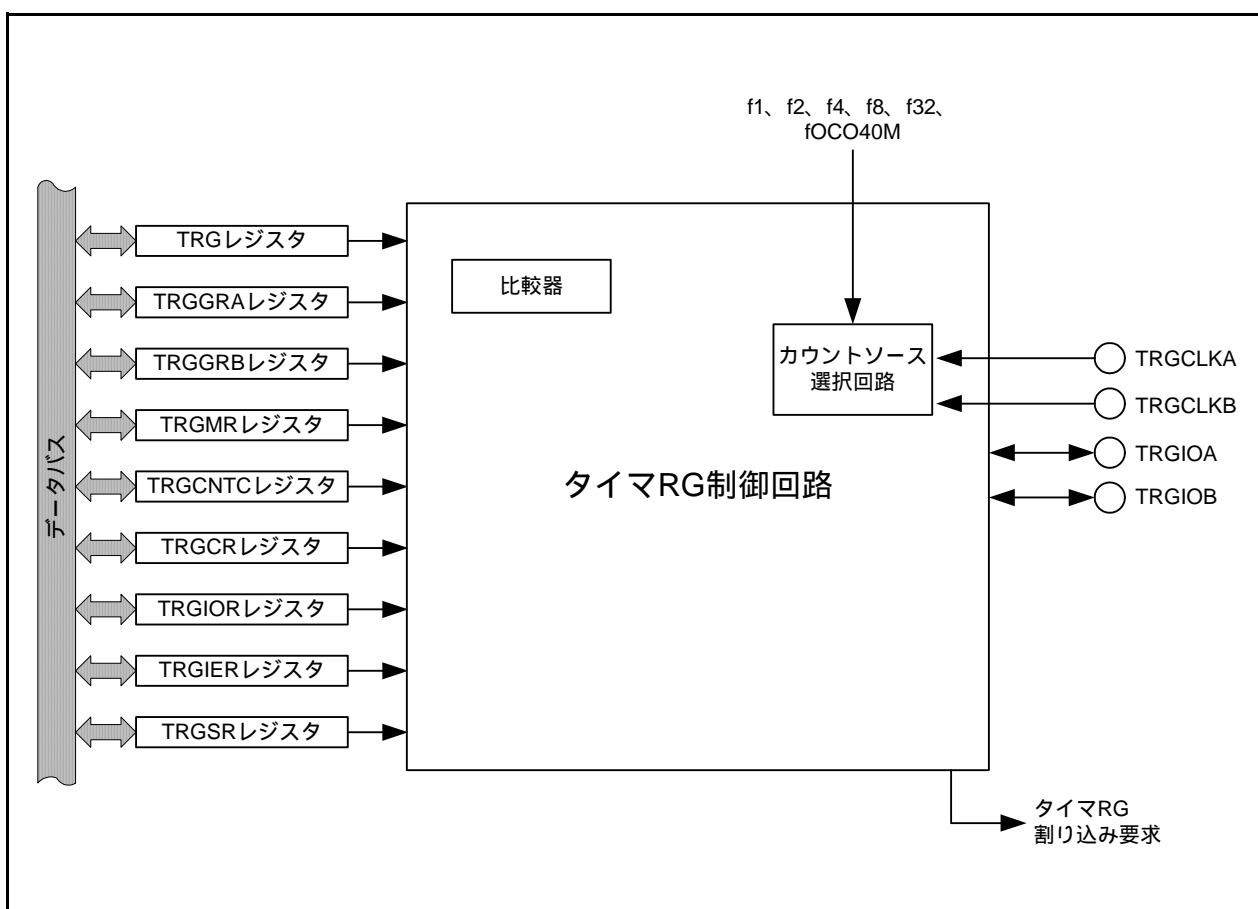 f1、f2、f4、f8、f32、
fOCO40M
データバス
TRGレジスタ
TRGGRAレジスタ
TRGGRBレジスタ
TRGMRレジスタ
TRGCNTCレジスタ
TRGCRレジスタ
TRGIORレジスタ
TRGIERレジスタ
TRGSRレジスタ
比較器
カウントソース
選択回路
タイマRG制御回路
TRGCLKA
TRGCLKB
TRGIOA
TRGIOB
タイマRG
割り込み要求